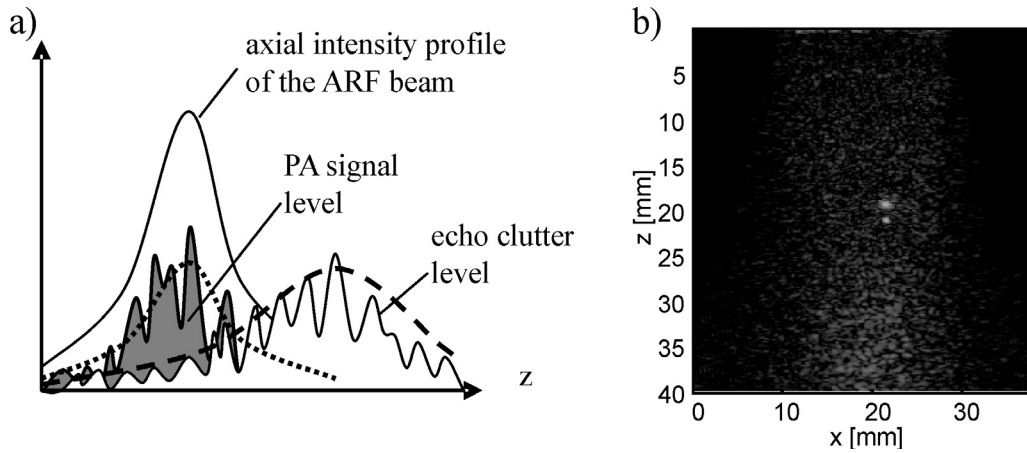 a)
axial intensity profile
of the ARF beam
PA signal
level
echo clutter
level
z
b)
5
10
15
20
25
30
35
40
z [mm]
0
10
20
30
x [mm]